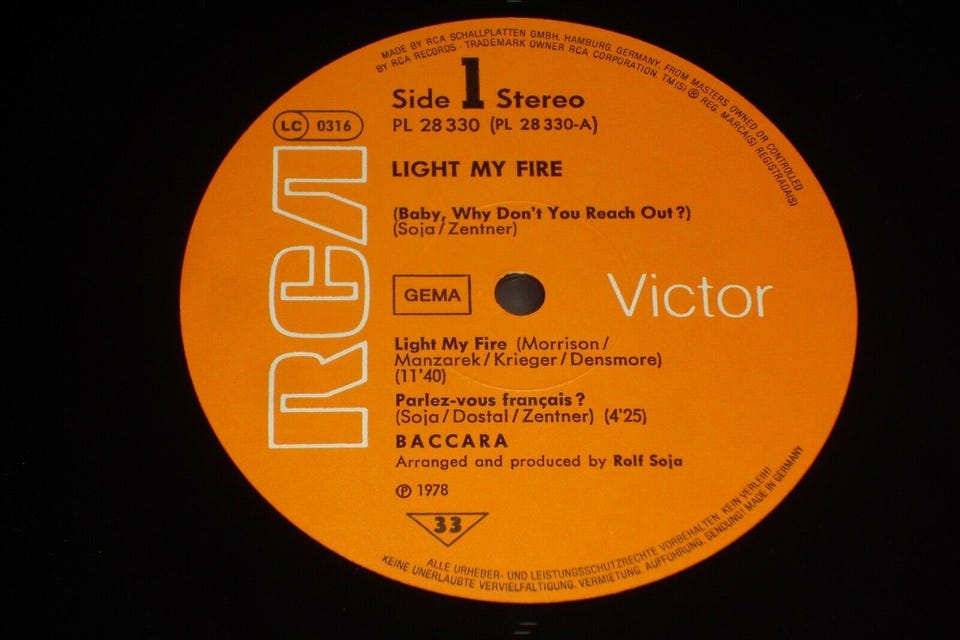 MADE BY RCA SCHALLPLATTEN GMBH. HAMBURG. GERMANY. FROM MASTERS OWNED OR CONTROLLED
BY RCA RECORDS · TRADEMARK OWNER RCA CORPORATION. TM(S) ® REG. MARCA(S) REGISTRADA(S)
Side 1 Stereo
PL 28 330 (PL 28 330-A)
LC 0316
RCA
LIGHT MY FIRE
(Baby, Why Don't You Reach Out?)
(Soja/Zentner)
GEMA
Victor
Light My Fire (Morrison/
Manzarek/Krieger/Densmore)
(11'40)
Parlez-vous français?
(Soja/Dostal/Zentner) (4'25)
BACCARA
Arranged and produced by Rolf Soja
℗ 1978
33
ALLE URHEBER- UND LEISTUNGSSCHUTZRECHTE VORBEHALTEN. KEIN VERLEIH!
KEINE UNERLAUBTE VERVIELFÄLTIGUNG. VERMIETUNG. AUFFÜHRUNG. SENDUNG! MADE IN GERMANY